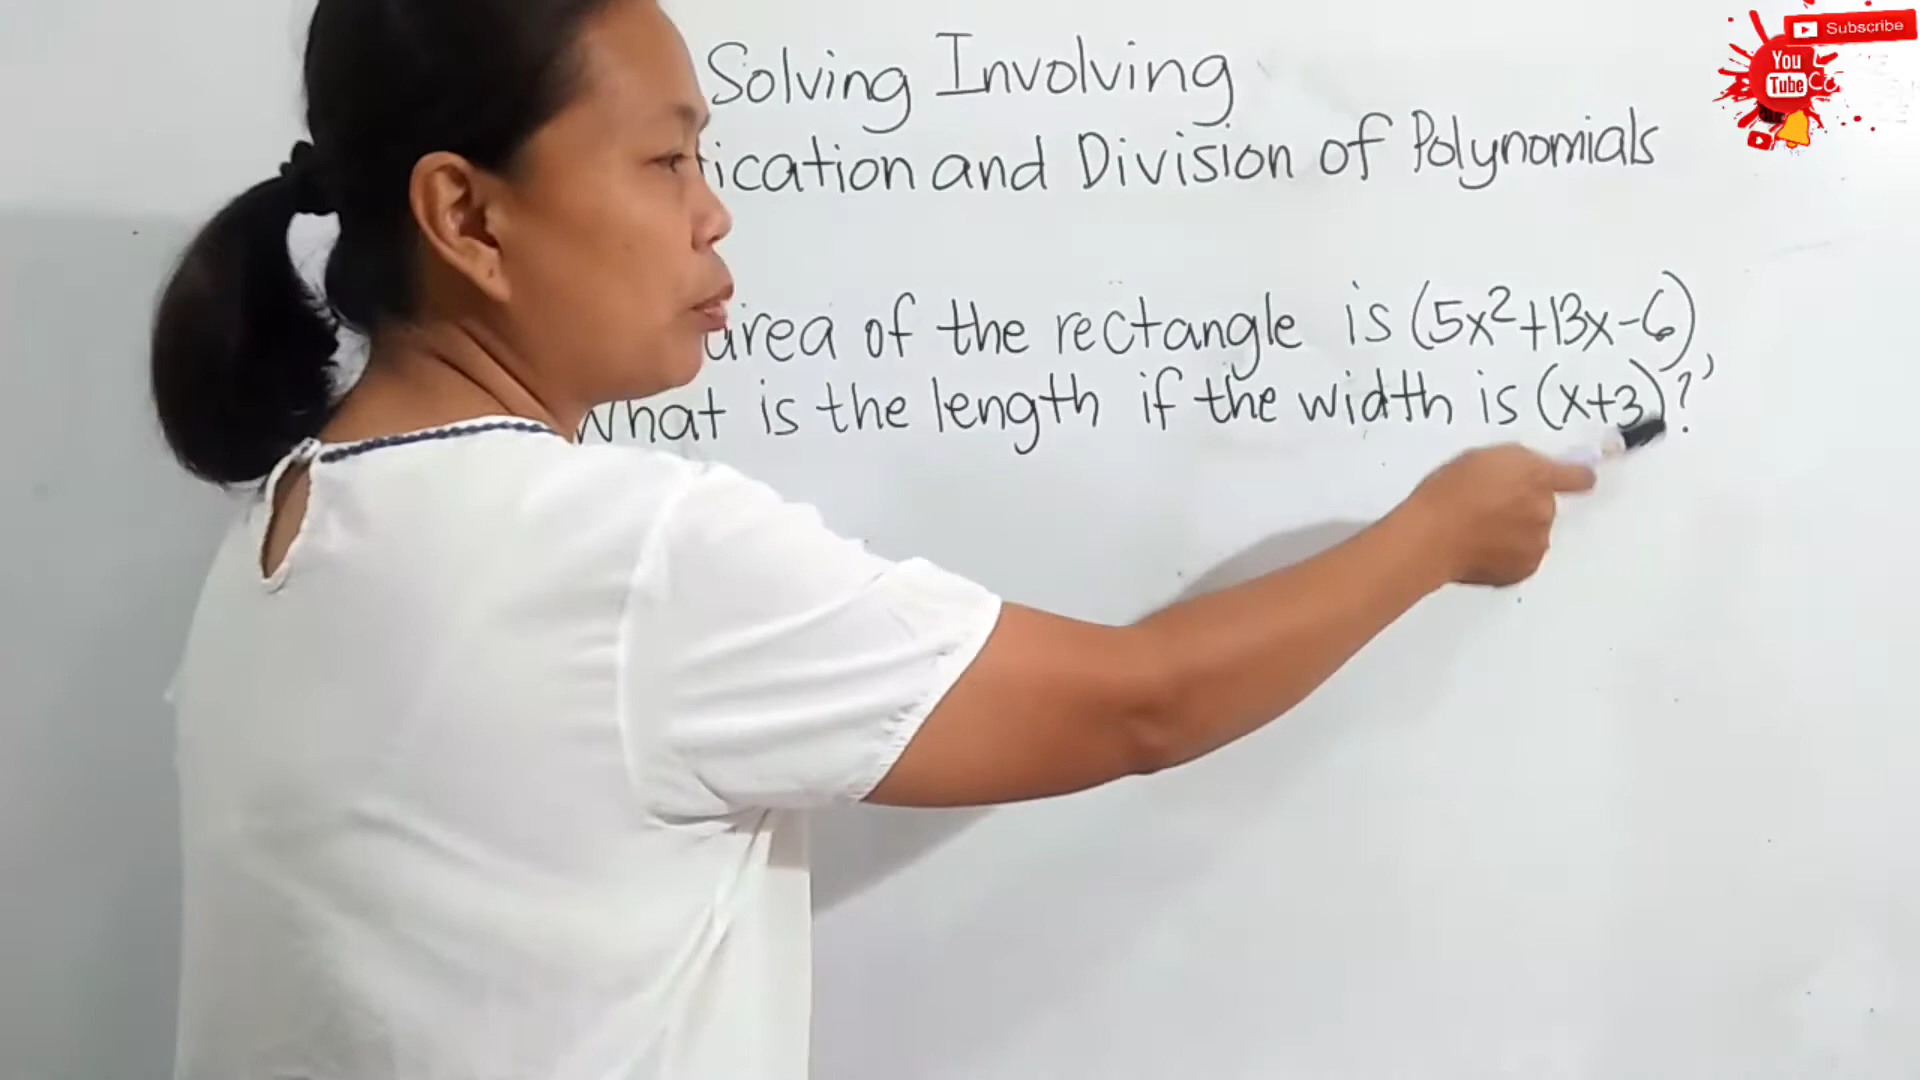 Solving Involving
ication and Division of Polynomials
area of the rectangle is (5x²+13x-6),
What is the length if the width is (x+3)?
Subscribe
You
Tube